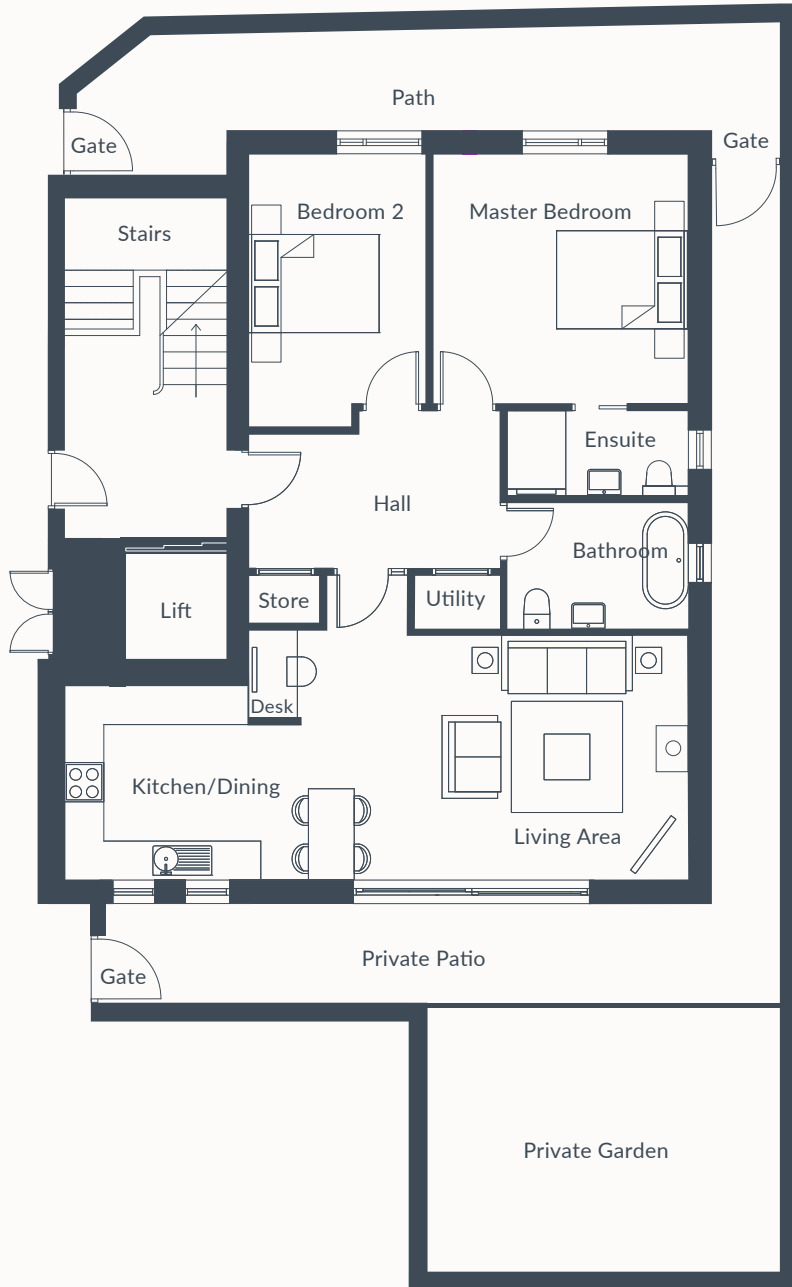 Path
Gate
Gate
Bedroom 2
Master Bedroom
Stairs
Ensuite
Hall
Bathroom
Store
Utility
Lift
Desk
Kitchen/Dining
Living Area
Private Patio
Gate
Private Garden